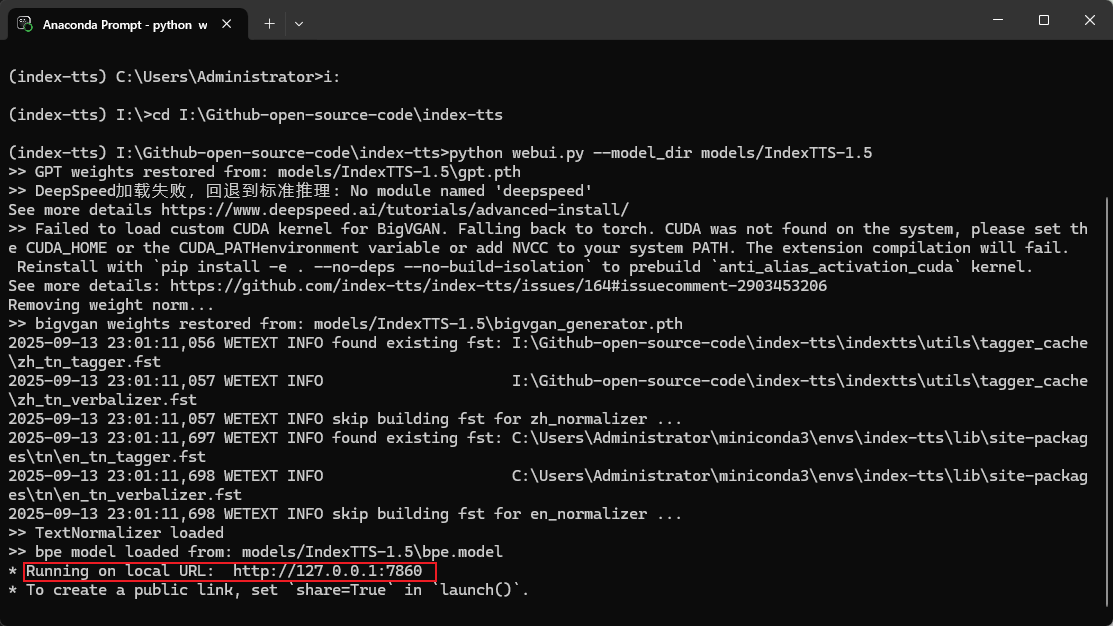 Anaconda Prompt - python w
(index-tts) C:\Users\Administrator>i:
(index-tts) I:\>cd I:\Github-open-source-code\index-tts
(index-tts) I:\Github-open-source-code\index-tts>python webui.py --model_dir models/IndexTTS-1.5
>> GPT weights restored from: models/IndexTTS-1.5\gpt.pth
>> DeepSpeed加载失败，回退到标准推理: No module named 'deepspeed'
See more details https://www.deepspeed.ai/tutorials/advanced-install/
>> Failed to load custom CUDA kernel for BigVGAN. Falling back to torch. CUDA was not found on the system, please set th
e CUDA_HOME or the CUDA_PATHenvironment variable or add NVCC to your system PATH. The extension compilation will fail.
 Reinstall with `pip install -e . --no-deps --no-build-isolation` to prebuild `anti_alias_activation_cuda` kernel.
See more details: https://github.com/index-tts/index-tts/issues/164#issuecomment-2903453206
Removing weight norm...
>> bigvgan weights restored from: models/IndexTTS-1.5\bigvgan_generator.pth
2025-09-13 23:01:11,056 WETEXT INFO found existing fst: I:\Github-open-source-code\index-tts\indextts\utils\tagger_cache
\zh_tn_tagger.fst
2025-09-13 23:01:11,057 WETEXT INFO                     I:\Github-open-source-code\index-tts\indextts\utils\tagger_cache
\zh_tn_verbalizer.fst
2025-09-13 23:01:11,057 WETEXT INFO skip building fst for zh_normalizer ...
2025-09-13 23:01:11,697 WETEXT INFO found existing fst: C:\Users\Administrator\miniconda3\envs\index-tts\lib\site-packag
es\tn\en_tn_tagger.fst
2025-09-13 23:01:11,698 WETEXT INFO                     C:\Users\Administrator\miniconda3\envs\index-tts\lib\site-packag
es\tn\en_tn_verbalizer.fst
2025-09-13 23:01:11,698 WETEXT INFO skip building fst for en_normalizer ...
>> TextNormalizer loaded
>> bpe model loaded from: models/IndexTTS-1.5\bpe.model
* Running on local URL:  http://127.0.0.1:7860
* To create a public link, set `share=True` in `launch()`.